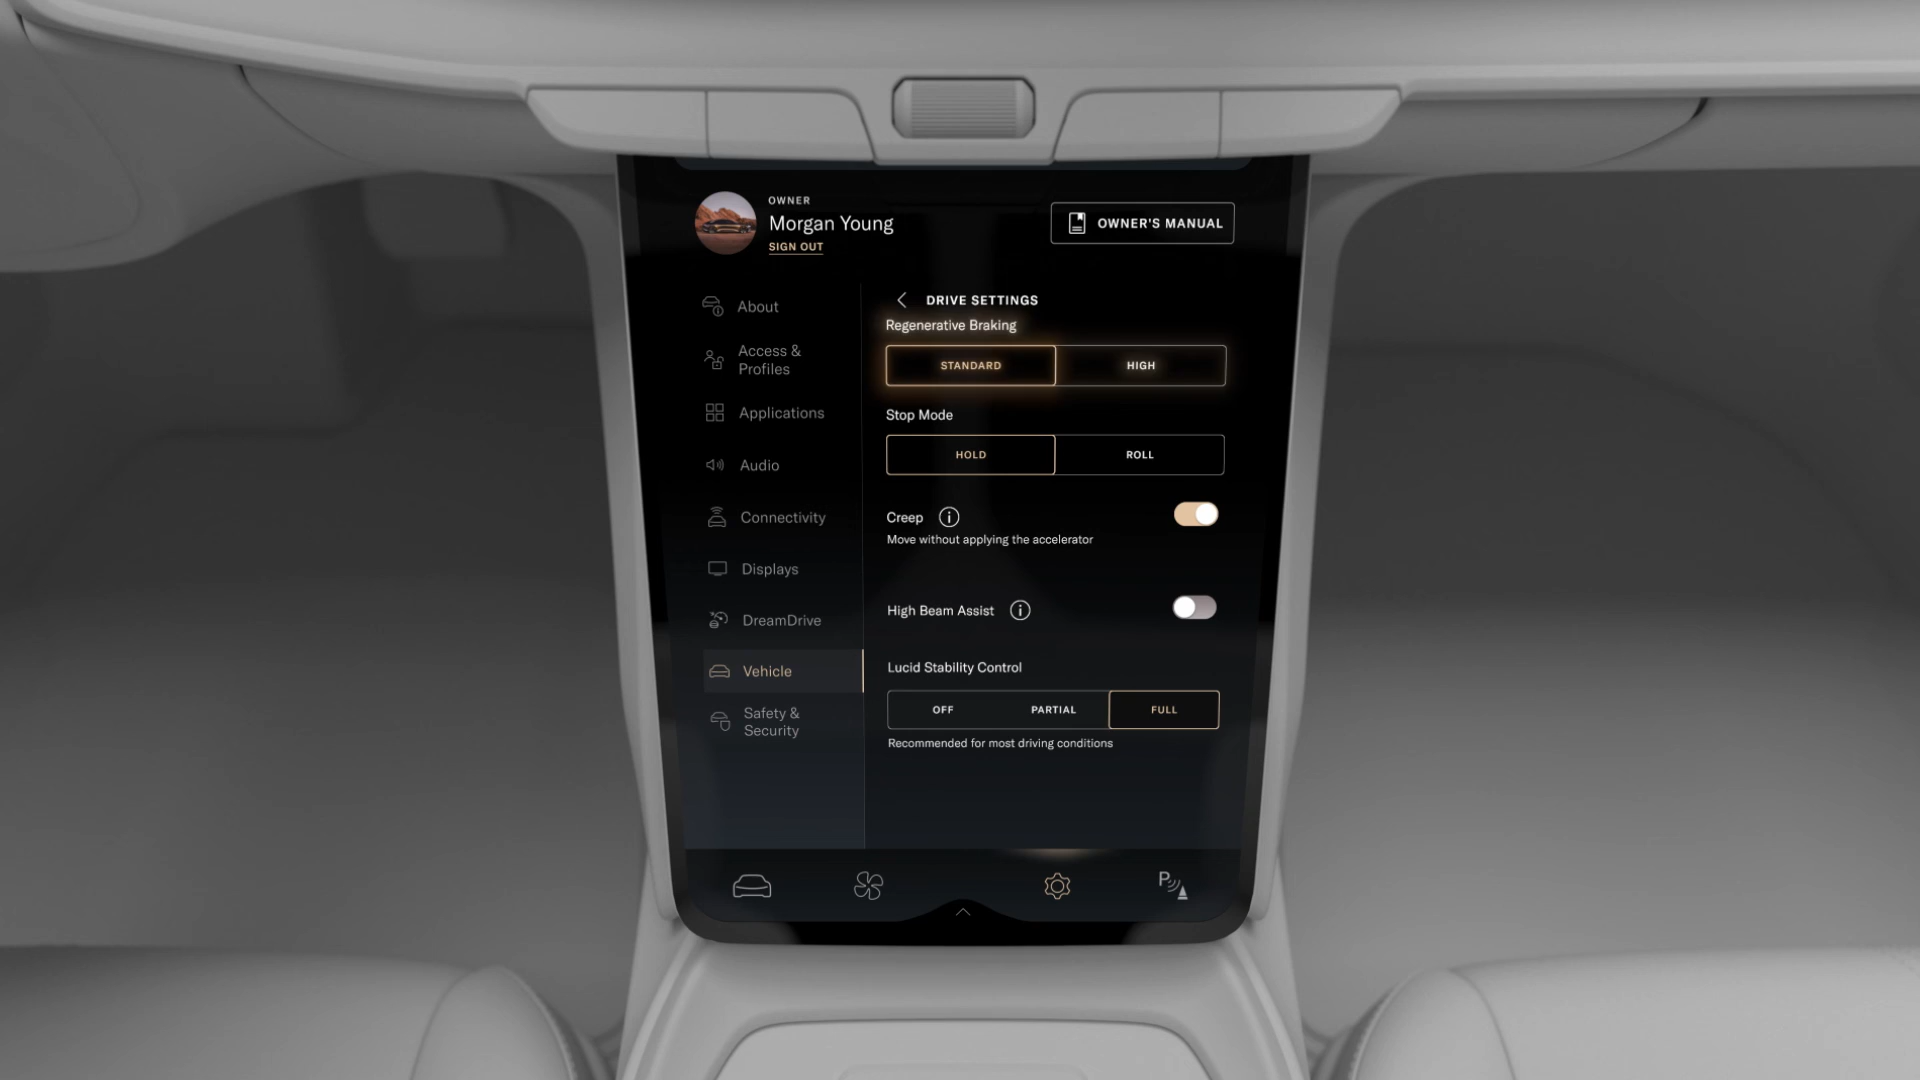 OWNER
Morgan Young
SIGN OUT
OWNER'S MANUAL
About
Access &
Profiles
Applications
Audio
Connectivity
Displays
DreamDrive
Vehicle
Safety &
Security
DRIVE SETTINGS
Regenerative Braking
STANDARD HIGH
Stop Mode
HOLD ROLL
Creep
Move without applying the accelerator
High Beam Assist
Lucid Stability Control
OFF PARTIAL FULL
Recommended for most driving conditions
P